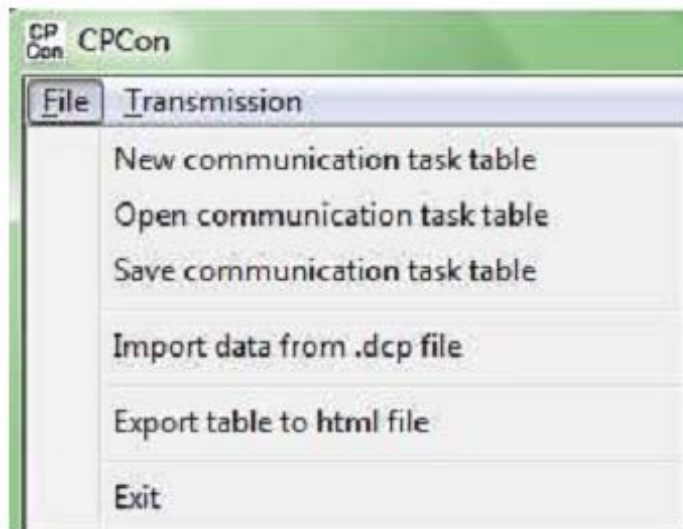 CP
Con CPCon
File Transmission
New communication task table
Open communication task table
Save communication task table
Import data from .dcp file
Export table to html file
Exit